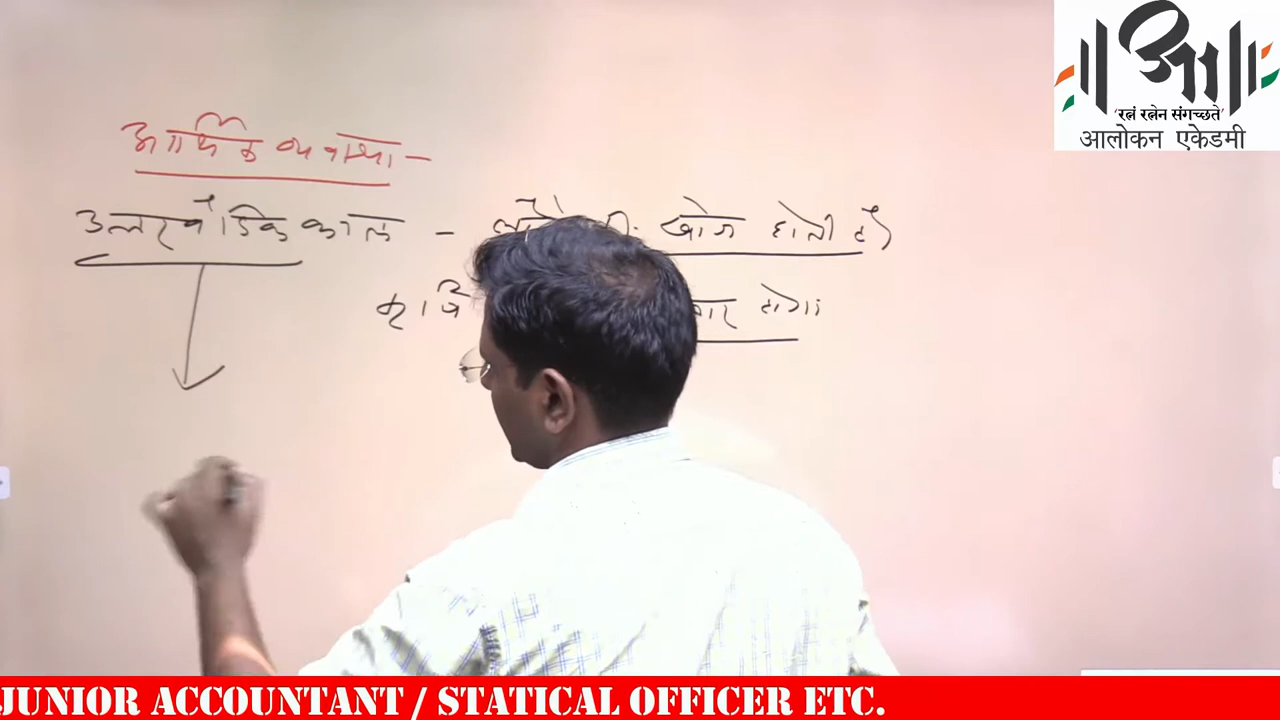 'रत्नं रत्नेन संगच्छते'
आलोकन एकेडमी
आर्थिक व्यवस्था -
उत्तरवैदिक काल - खोज होती है
होगा
JUNIOR ACCOUNTANT / STATICAL OFFICER ETC.